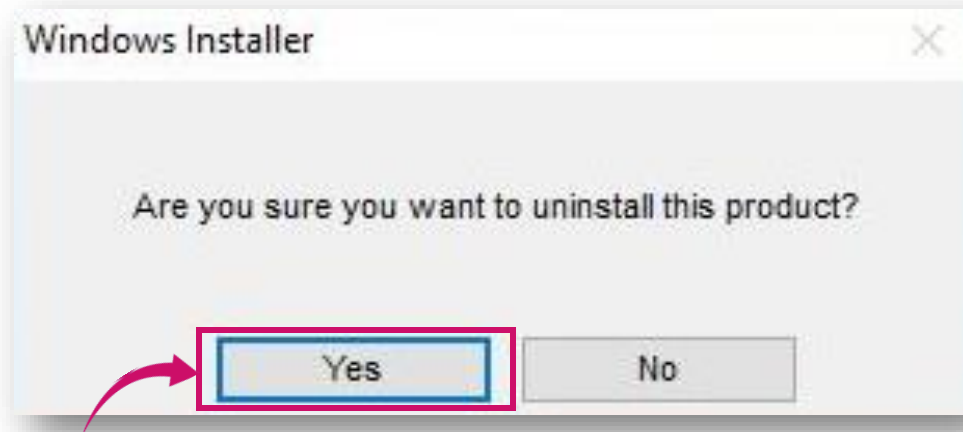 Windows Installer
Are you sure you want to uninstall this product?
Yes
No